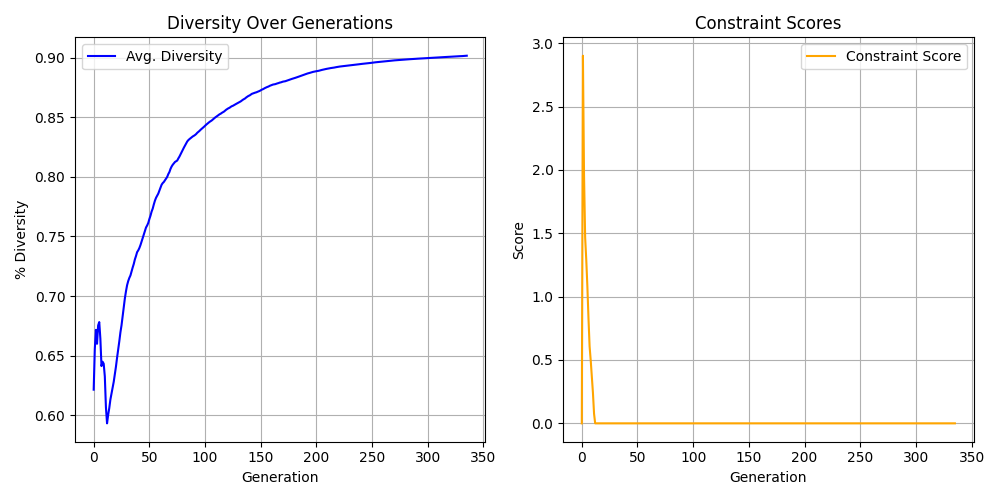 Diversity Over Generations
Avg. Diversity
% Diversity
0.90
0.85
0.80
0.75
0.70
0.65
0.60
0 50 100 150 200 250 300 350
Generation
Constraint Scores
Constraint Score
Score
3.0
2.5
2.0
1.5
1.0
0.5
0.0
0 50 100 150 200 250 300 350
Generation